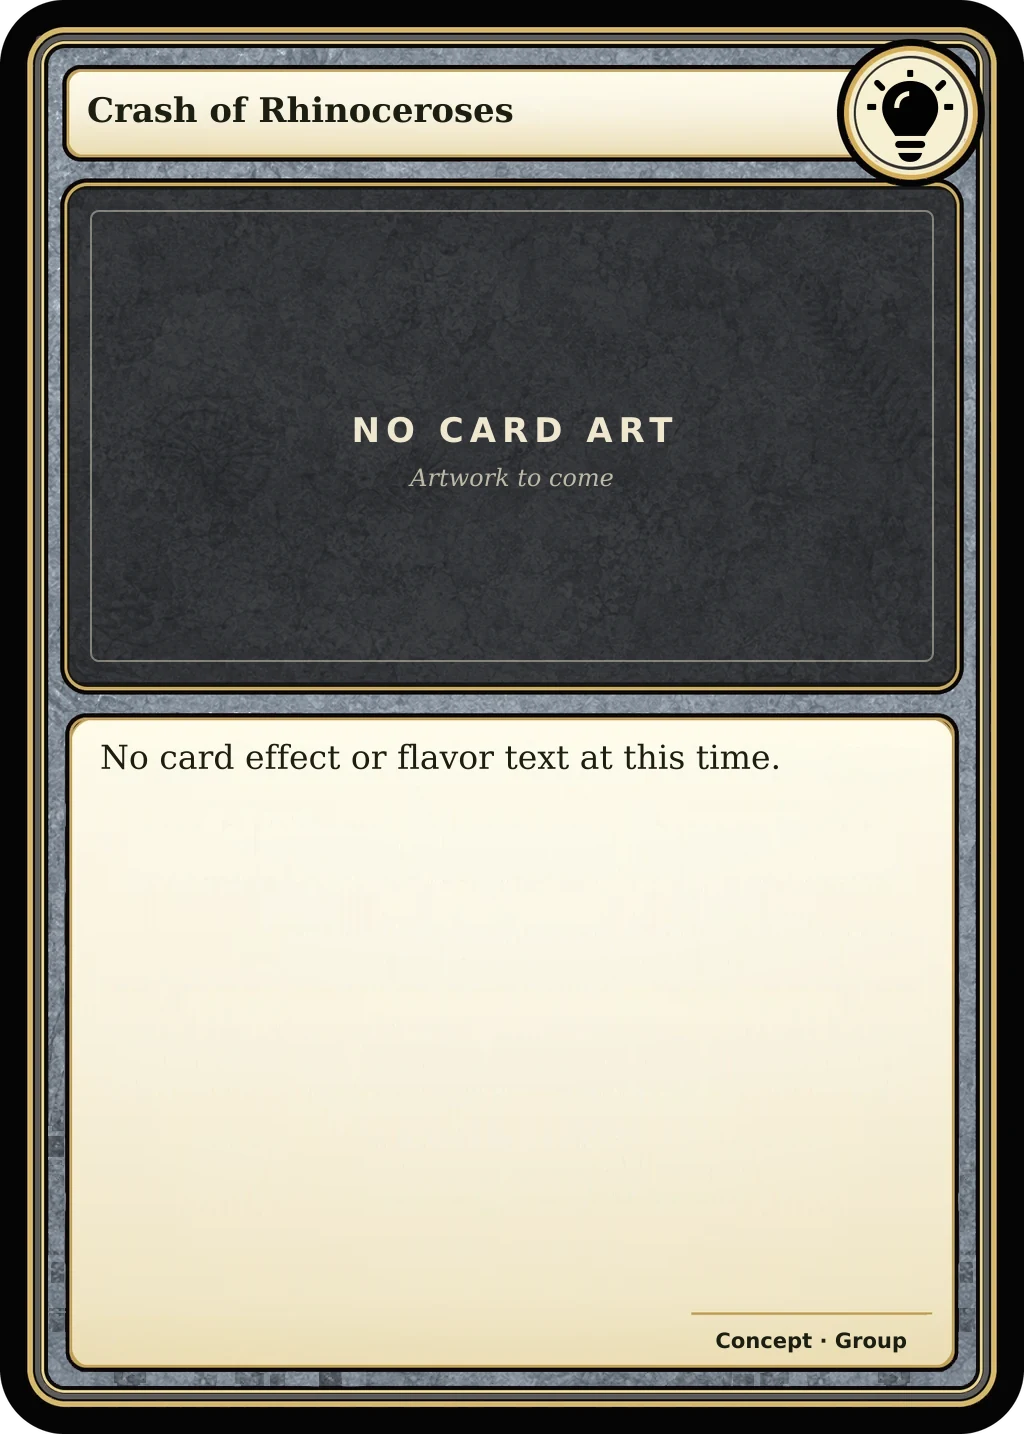 Crash of Rhinoceroses
NO CARD ART
Artwork to come
No card effect or flavor text at this time.
Concept · Group